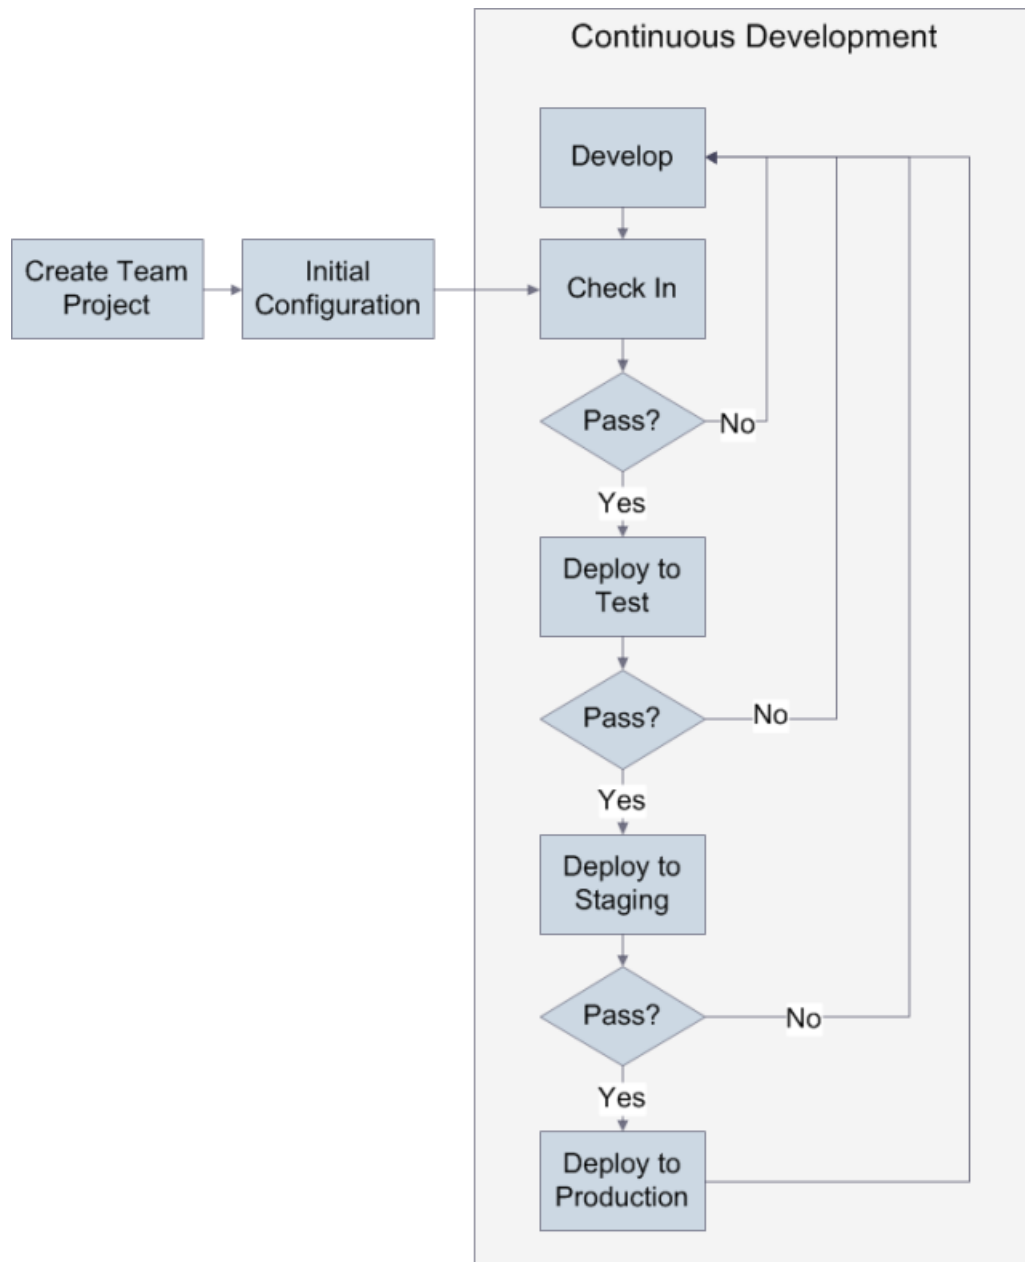 Continuous Development
Develop
Create Team
Project
Initial
Configuration
Check In
Pass?
No
Yes
Deploy to
Test
Pass?
No
Yes
Deploy to
Staging
Pass?
No
Yes
Deploy to
Production